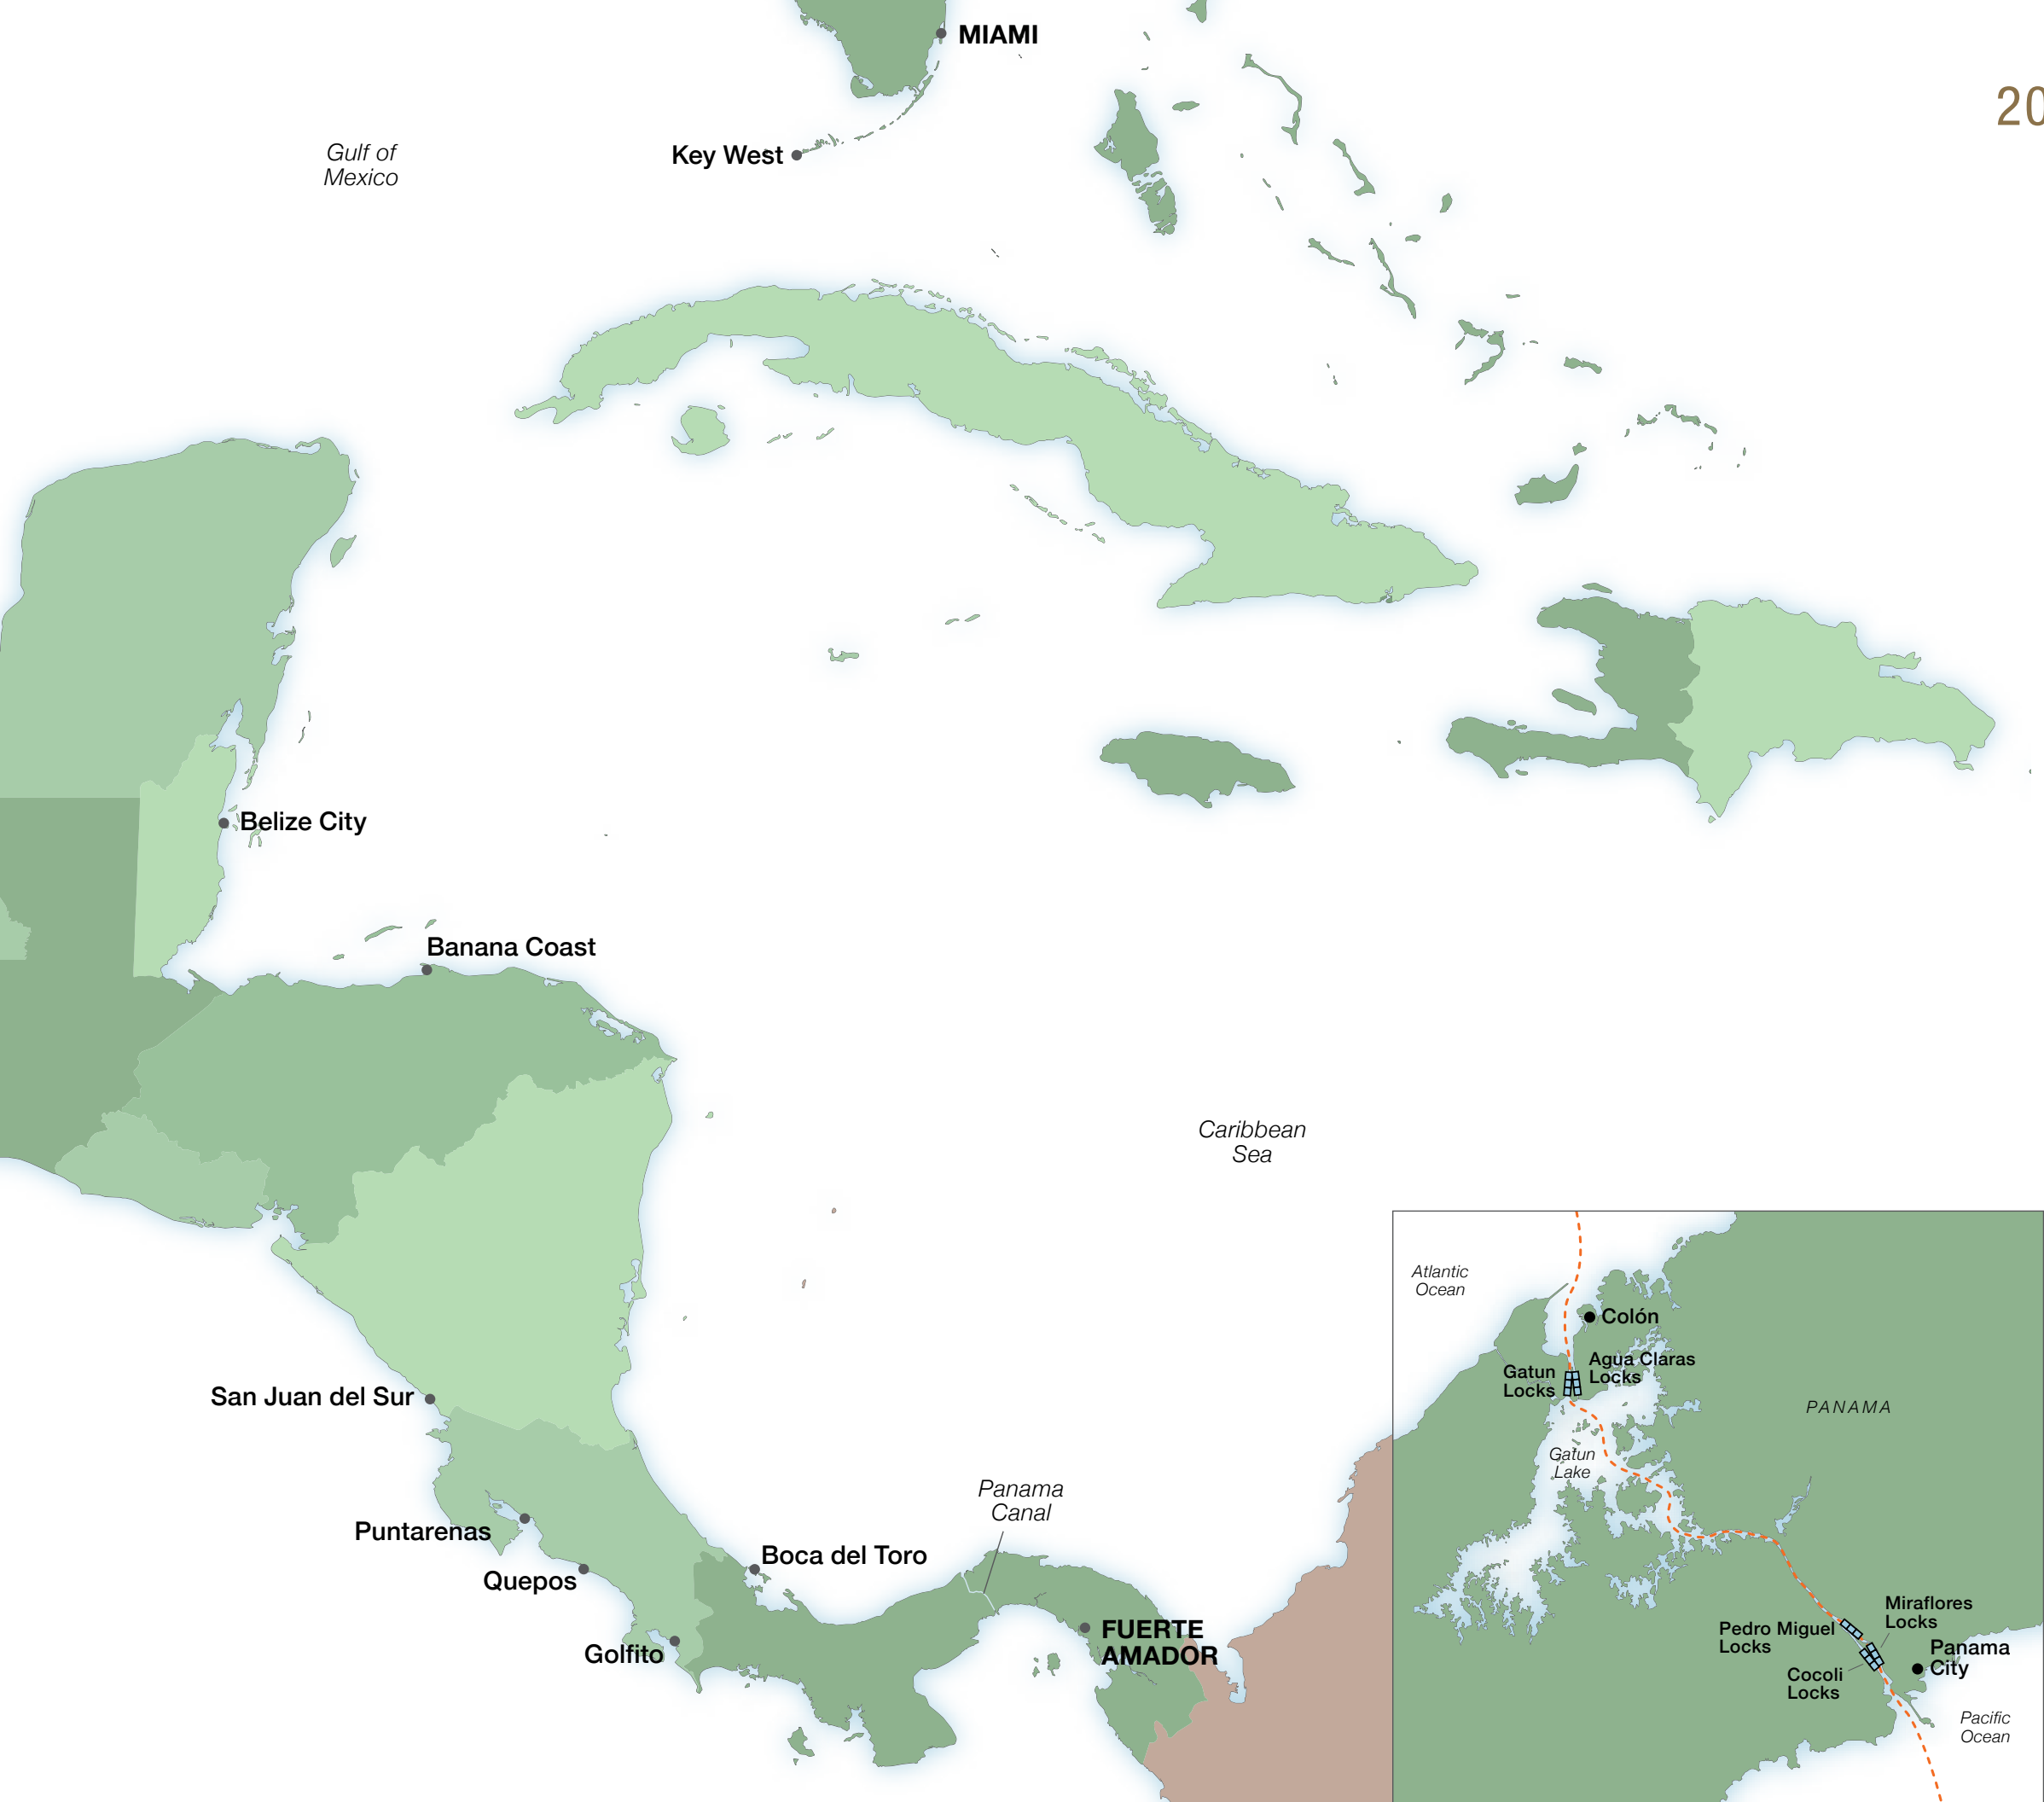 MIAMI
20
Key West
Gulf of
Mexico
Belize City
Banana Coast
Caribbean
Sea
San Juan del Sur
Puntarenas
Quepos
Golfito
Boca del Toro
Panama
Canal
FUERTE
AMADOR
Atlantic
Ocean
Colón
Gatun
Locks
Agua Claras
Locks
PANAMA
Gatun
Lake
Miraflores
Locks
Pedro Miguel
Locks
Panama
City
Cocoli
Locks
Pacific
Ocean